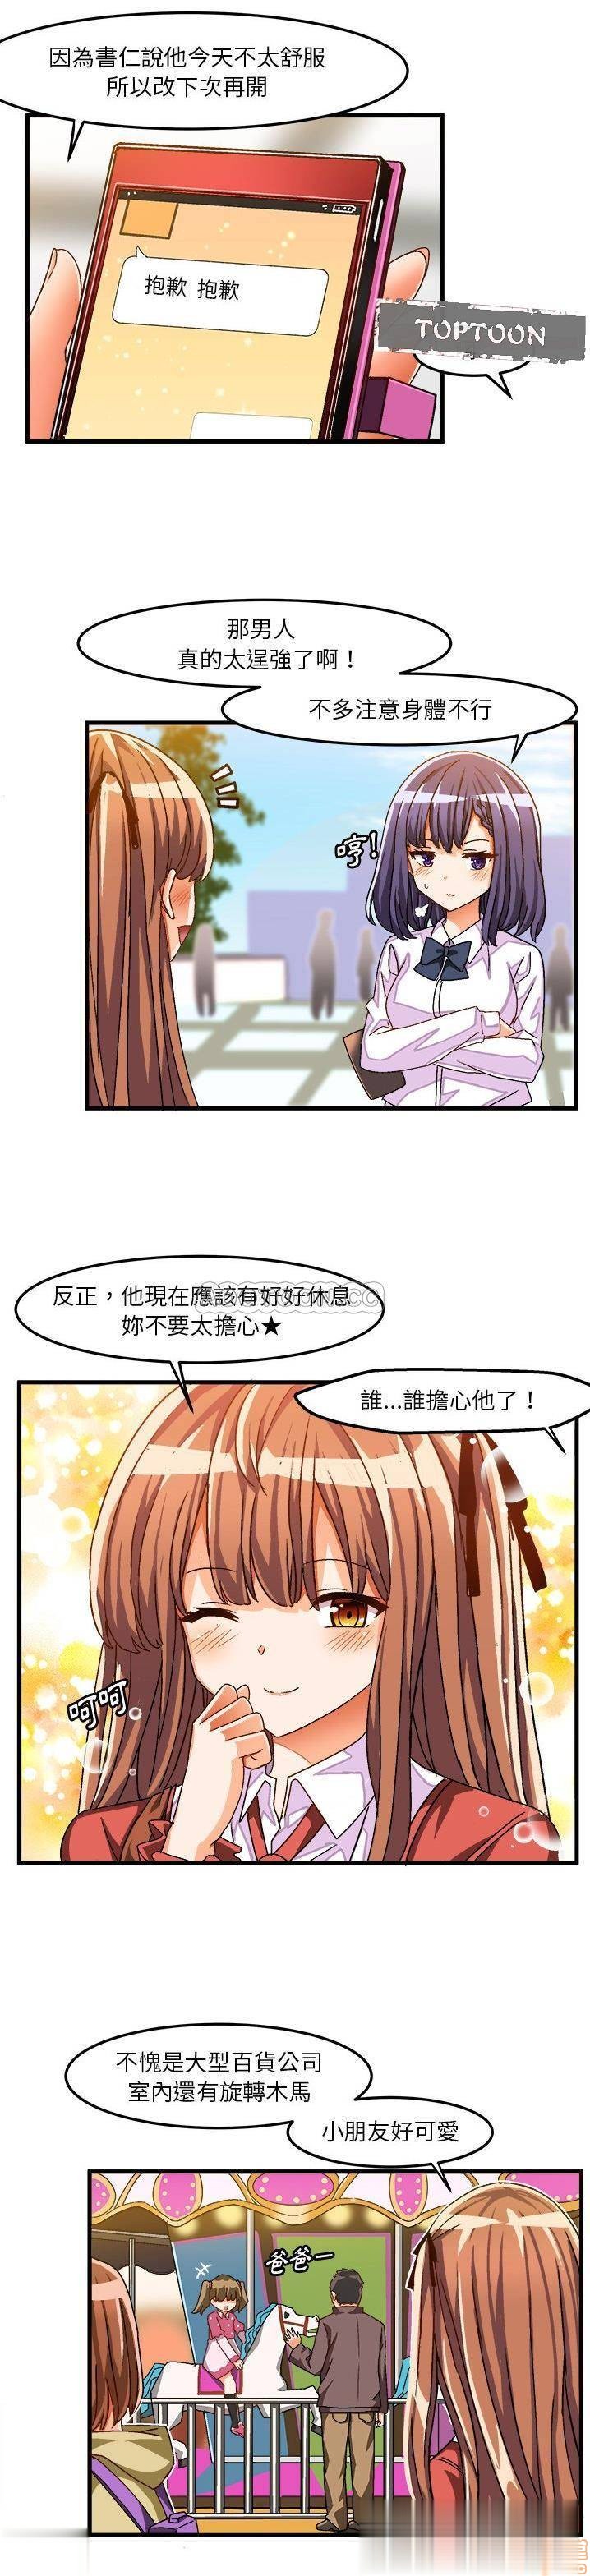 因為書仁說他今天不太舒服
所以改下次再開
抱歉 抱歉
TOPTOON
那男人
真的太逞強了啊！
不多注意身體不行
哼!
反正，他現在應該有好好休息
妳不要太擔心★
誰...誰擔心他了！
呵呵
不愧是大型百貨公司
室內還有旋轉木馬
小朋友好可愛
爸爸一